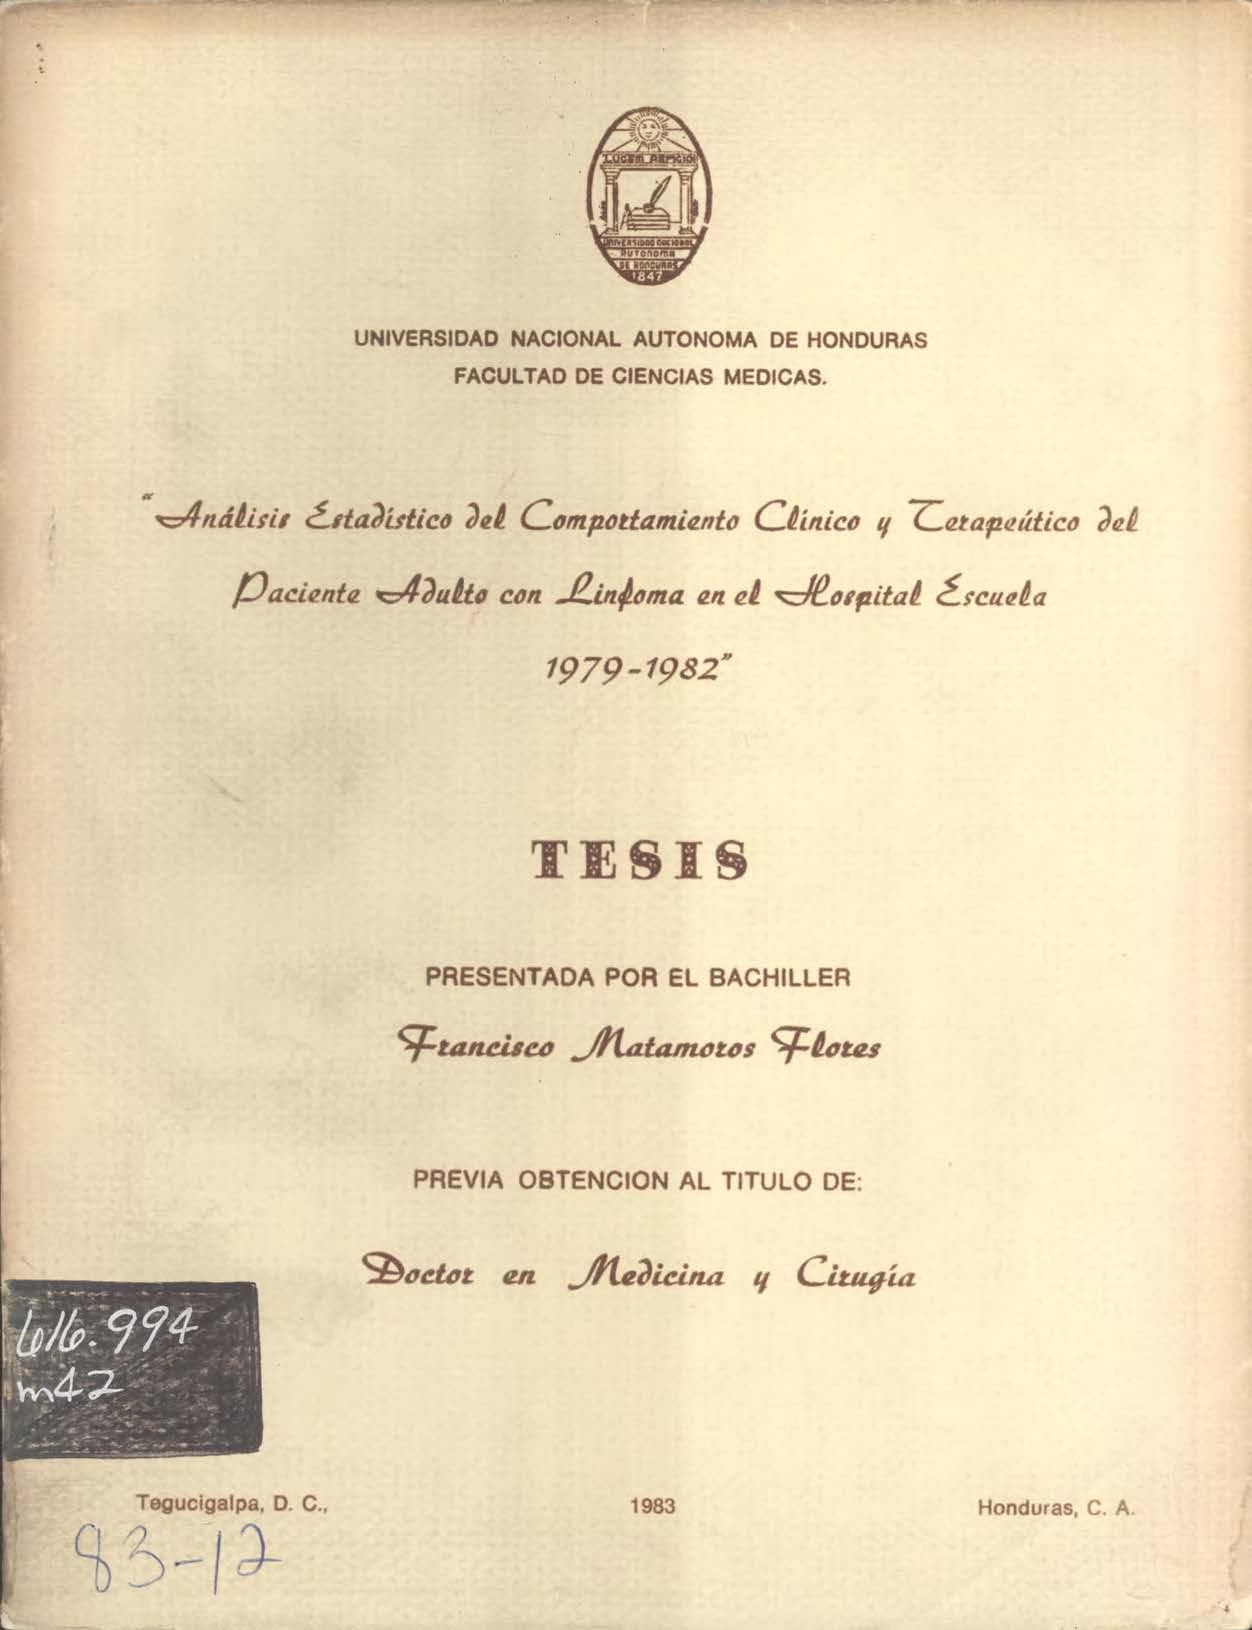 LUCEM ASPICIO
UNIVERSIDAD NACIONAL
AUTONOMA
DE HONDURAS
1847
UNIVERSIDAD NACIONAL AUTONOMA DE HONDURAS
FACULTAD DE CIENCIAS MEDICAS.
"Análisis Estadístico del Comportamiento Clínico y Terapeútico del
Paciente Adulto con Linfoma en el Hospital Escuela
1979-1982"
TESIS
PRESENTADA POR EL BACHILLER
Francisco Matamoros Flores
PREVIA OBTENCION AL TITULO DE:
Doctor en Medicina y Cirugía
616.994
m42
Tegucigalpa, D. C., 1983 Honduras, C. A.
83-12